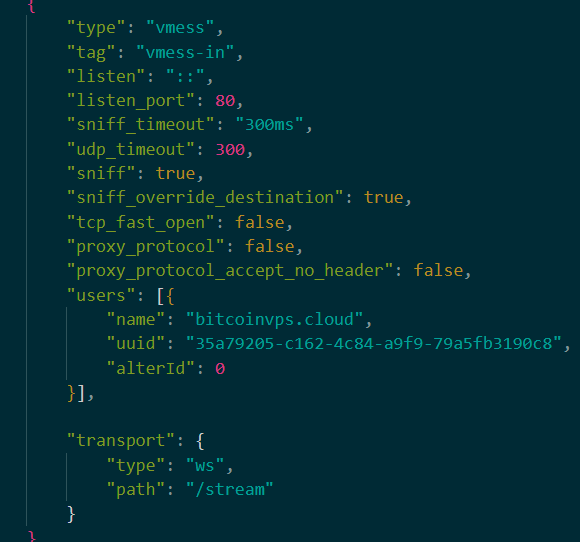 {
"type": "vmess",
"tag": "vmess-in",
"listen": "::",
"listen_port": 80,
"sniff_timeout": "300ms",
"udp_timeout": 300,
"sniff": true,
"sniff_override_destination": true,
"tcp_fast_open": false,
"proxy_protocol": false,
"proxy_protocol_accept_no_header": false,
"users": [{
"name": "bitcoinvps.cloud",
"uuid": "35a79205-c162-4c84-a9f9-79a5fb3190c8",
"alterId": 0
}],
"transport": {
"type": "ws",
"path": "/stream"
}
}